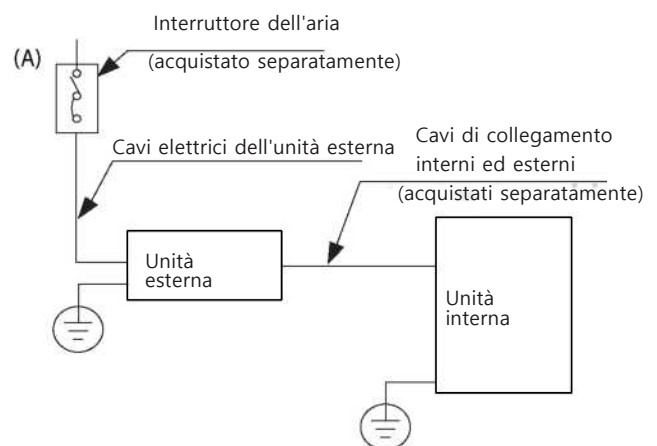 Interruttore dell'aria
(A)
(acquistato separatamente)
Cavi elettrici dell'unità esterna
Cavi di collegamento
interni ed esterni
(acquistati separatamente)
Unità
esterna
Unità
interna